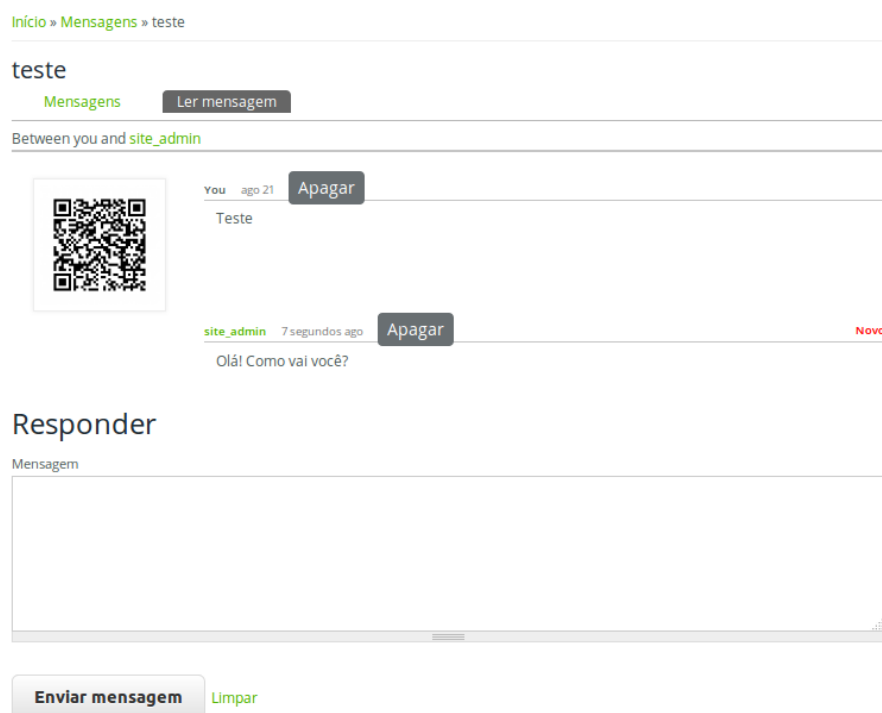 Início » Mensagens » teste
teste
Mensagens Ler mensagem
Between you and site_admin
You ago 21 Apagar
Teste
site_admin 7 segundos ago Apagar Novo
Olá! Como vai você?
Responder
Mensagem
Enviar mensagem Limpar